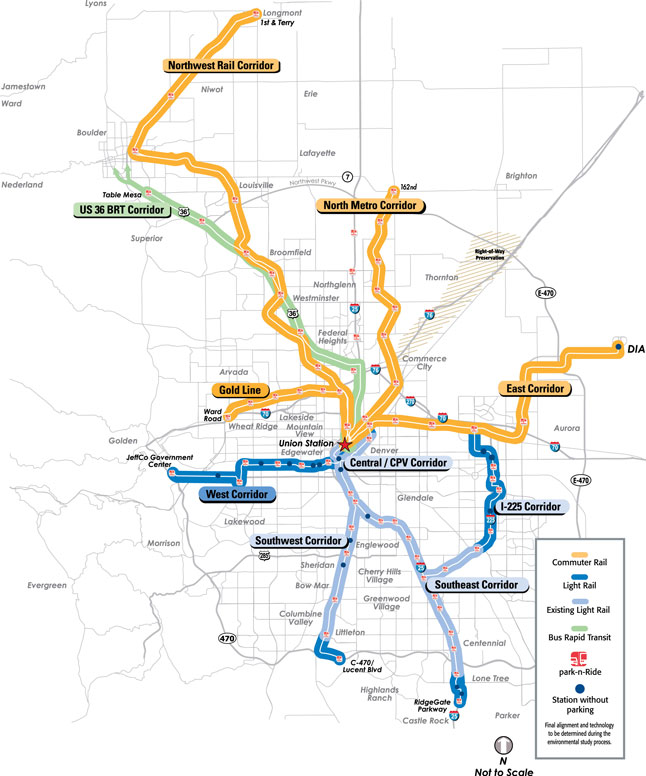 Lyons
Longmont
1st & Terry
Northwest Rail Corridor
Jamestown
Ward
Niwot
Erie
Boulder
Lafayette
Nederland
Louisville
Northwest Pkwy
7
162nd
Brighton
Table Mesa
US 36 BRT Corridor
36
North Metro Corridor
Superior
Broomfield
Right-of-Way
Preservation
Thornton
Northglenn
E-470
Westminster
36
25
76
Federal
Heights
Commerce
City
DIA
Arvada
76
270
East Corridor
Gold Line
Ward
Road
76
Lakeside
70
Wheat Ridge
Mountain
View
Aurora
Golden
Union Station
Edgewater
Denver
70
JeffCo Government
Center
Central / CPV Corridor
E-470
West Corridor
Glendale
I-225 Corridor
225
Lakewood
Morrison
Southwest Corridor
285
Englewood
Sheridan
25
Cherry Hills
Village
Southeast Corridor
Evergreen
Bow Mar
Greenwood
Village
Columbine
Valley
470
Littleton
Centennial
C-470/
Lucent Blvd
Lone Tree
Highlands
Ranch
RidgeGate
Parkway
Castle Rock
25
Parker
Commuter Rail
Light Rail
Existing Light Rail
Bus Rapid Transit
park-n-Ride
Station without
parking
Final alignment and technology
to be determined during the
environmental study process.
N
Not to Scale